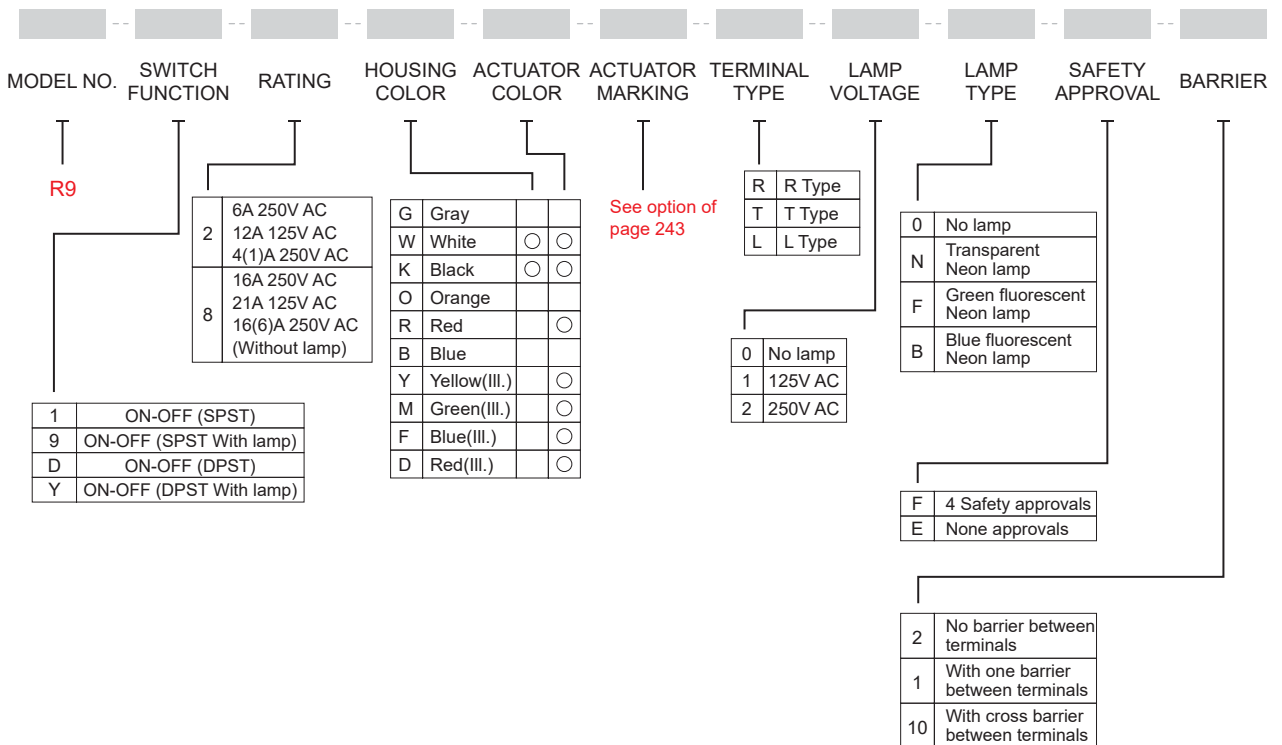 MODEL NO.
SWITCH
FUNCTION
RATING
HOUSING
COLOR
ACTUATOR
COLOR
ACTUATOR
MARKING
TERMINAL
TYPE
LAMP
VOLTAGE
LAMP
TYPE
SAFETY
APPROVAL
BARRIER
R9
1 ON-OFF (SPST)
9 ON-OFF (SPST With lamp)
D ON-OFF (DPST)
Y ON-OFF (DPST With lamp)
2
6A 250V AC
12A 125V AC
4(1)A 250V AC
8
16A 250V AC
21A 125V AC
16(6)A 250V AC
(Without lamp)
G Gray
W White
K Black
O Orange
R Red
B Blue
Y Yellow(Ill.)
M Green(Ill.)
F Blue(Ill.)
D Red(Ill.)
See option of
page 243
R R Type
T T Type
L L Type
0 No lamp
1 125V AC
2 250V AC
0 No lamp
N Transparent
Neon lamp
F Green fluorescent
Neon lamp
B Blue fluorescent
Neon lamp
F 4 Safety approvals
E None approvals
2 No barrier between
terminals
1 With one barrier
between terminals
10 With cross barrier
between terminals